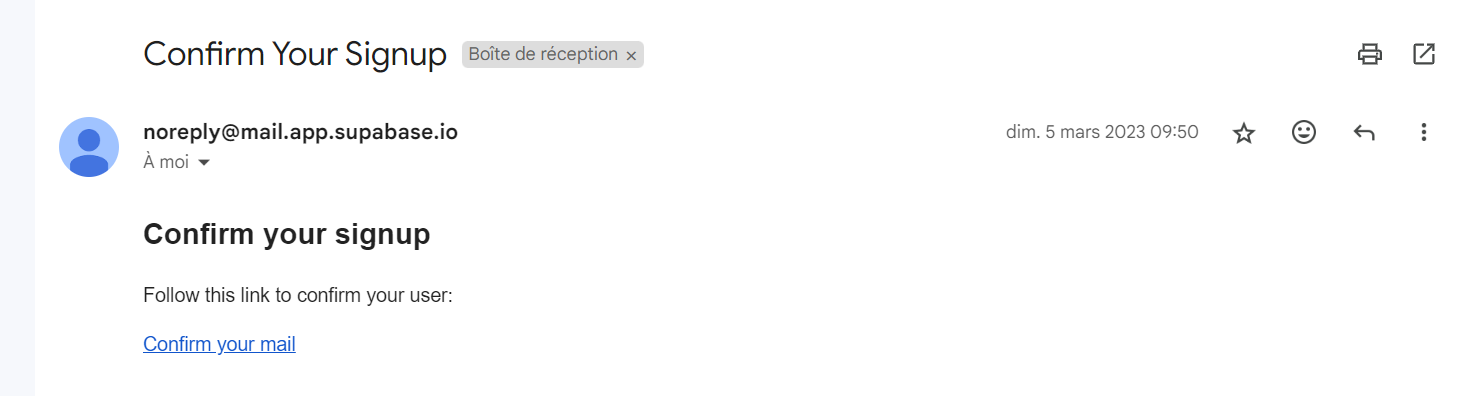 Confirm Your Signup Boîte de réception ×
noreply@mail.app.supabase.io dim. 5 mars 2023 09:50
À moi
Confirm your signup
Follow this link to confirm your user:
Confirm your mail